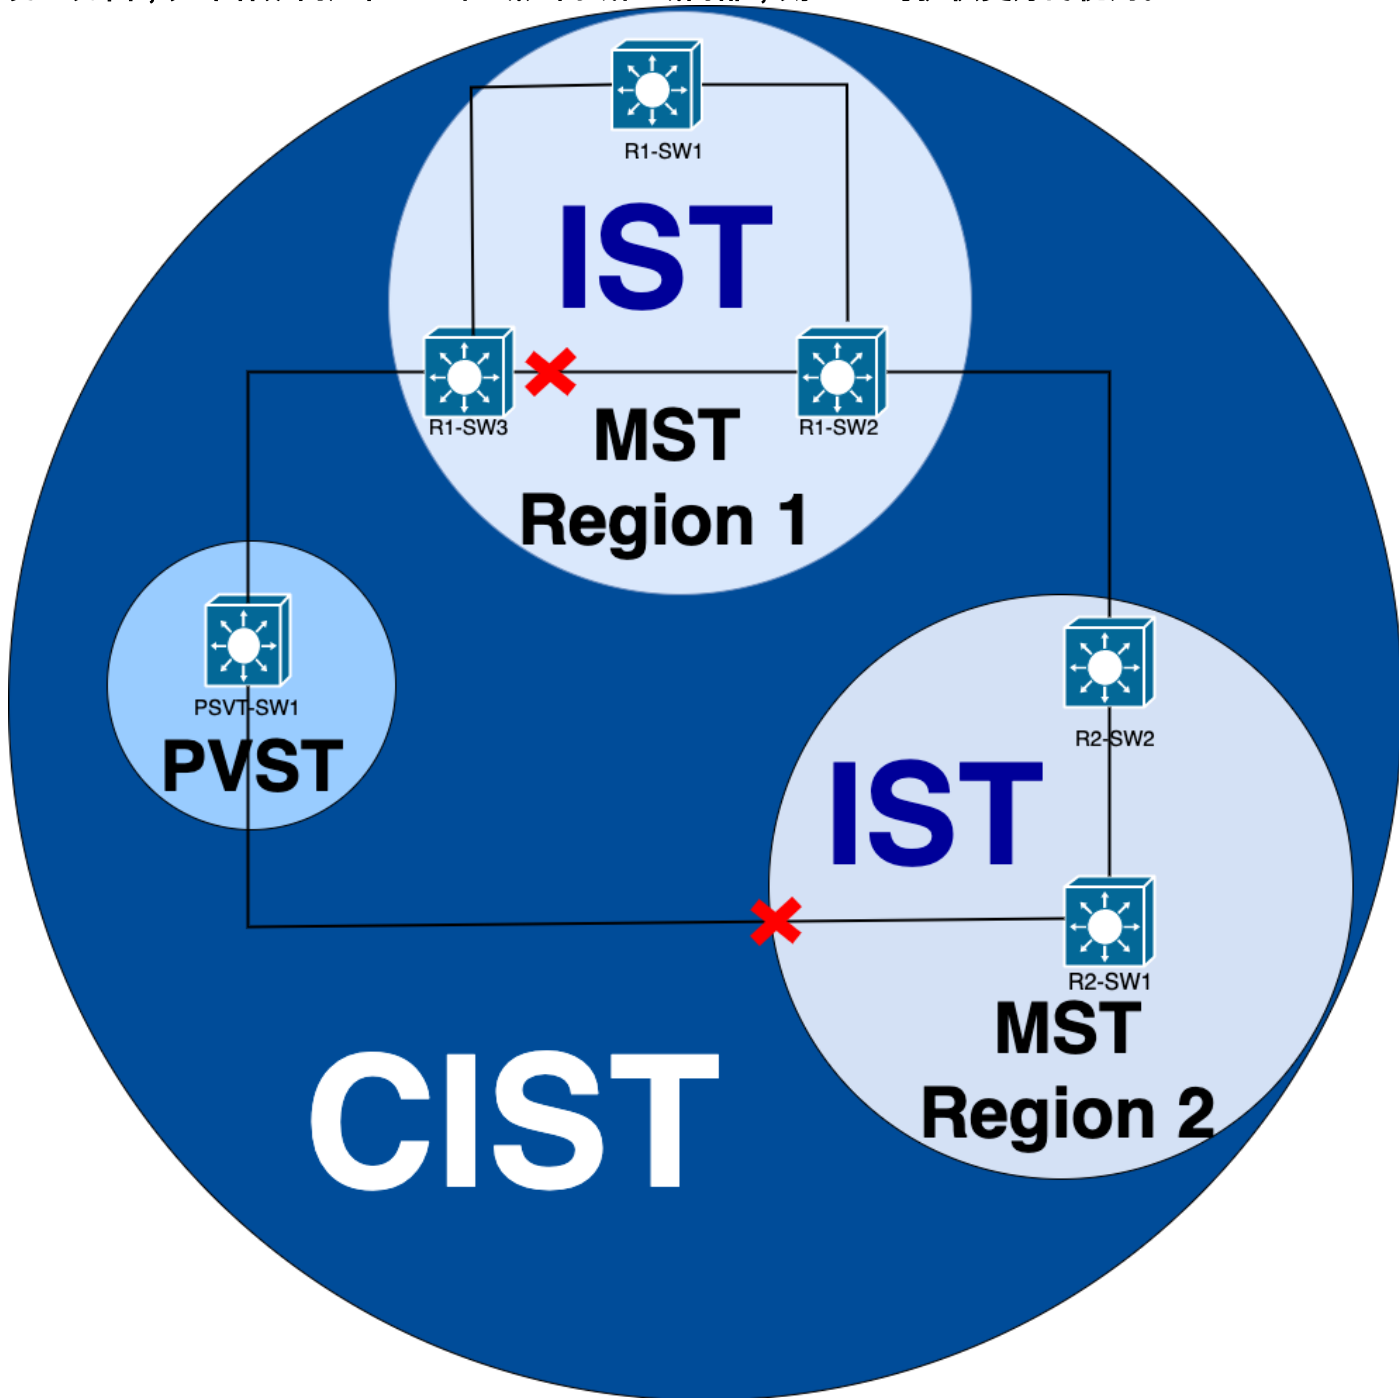 R1-SW1
IST
R1-SW3
R1-SW2
MST
Region 1
PSVT-SW1
PVST
R2-SW2
IST
R2-SW1
MST
Region 2
CIST